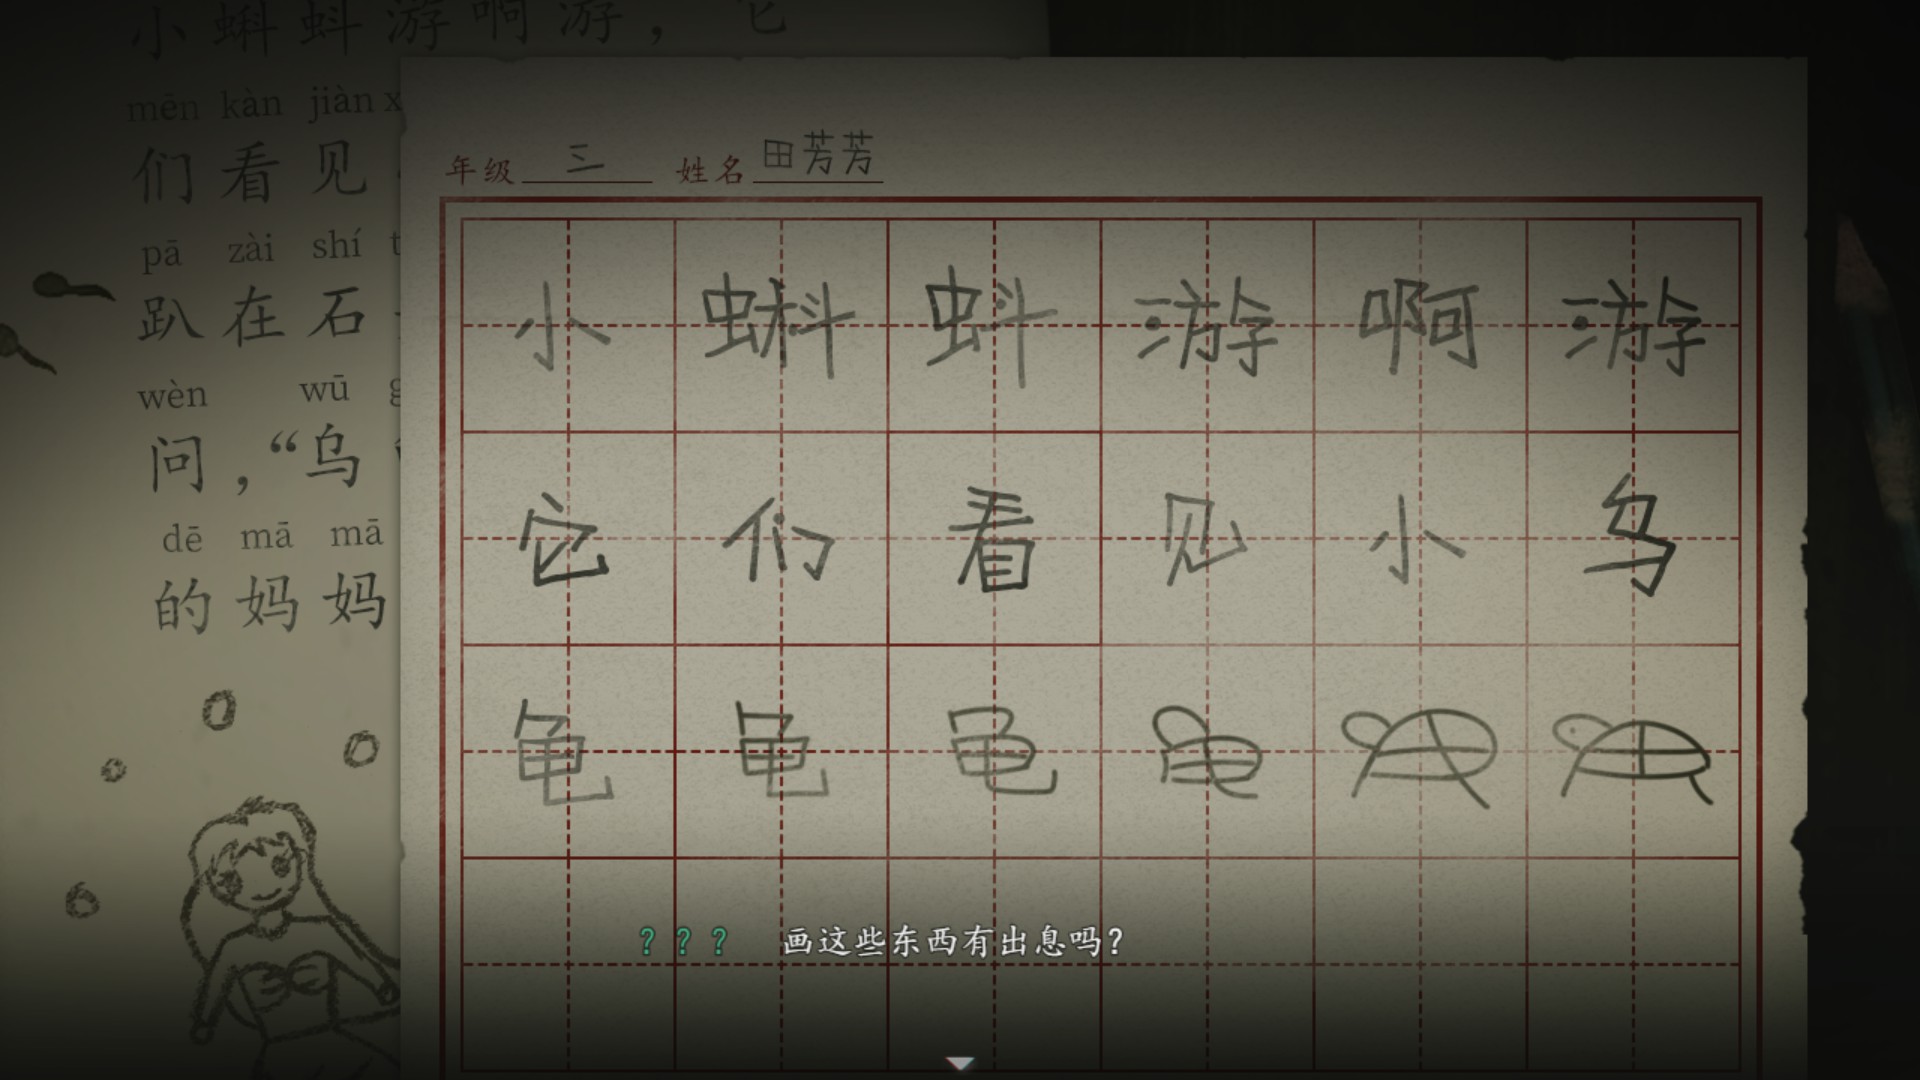 小蝌蚪游啊游，它
mēn kàn jiàn x
们看见
pā zài shí t
趴在石
wèn wū g
问，“乌
dē mā mā
的妈妈
年级 三 姓名 田芳芳
小蝌蚪游啊游
它们看见小乌
龟龟龟
？？？ 画这些东西有出息吗？